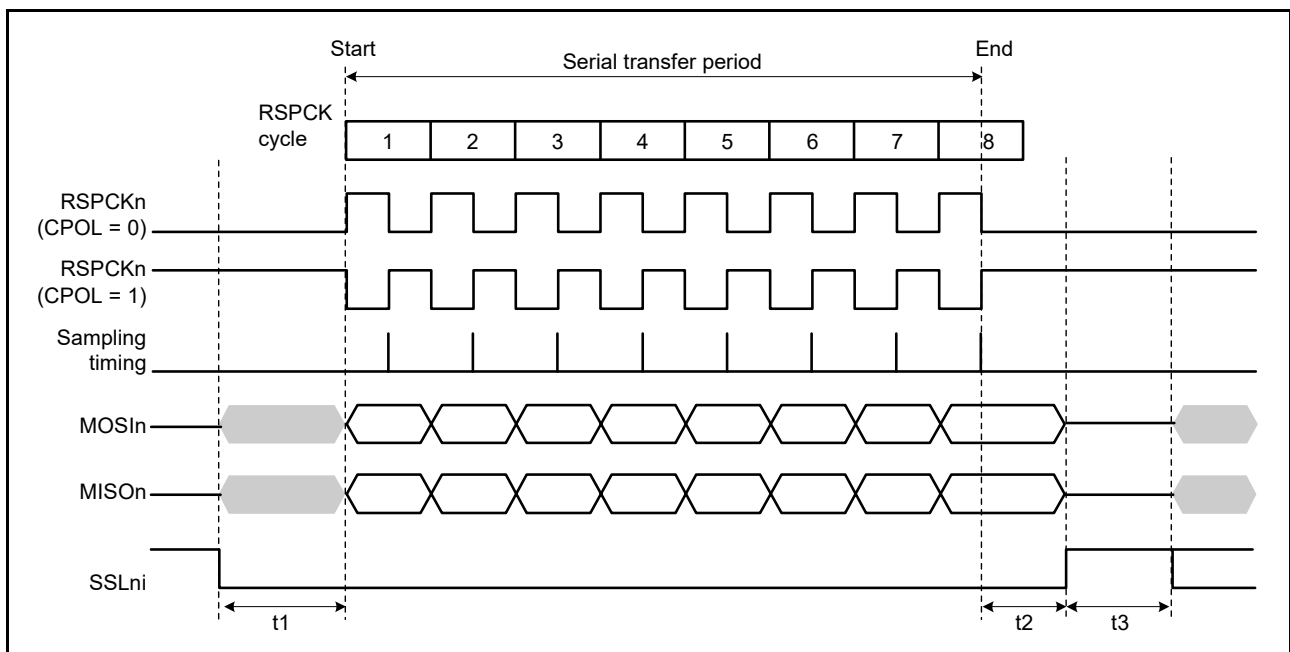 Start
End
Serial transfer period
RSPCK
cycle
1 2 3 4 5 6 7 8
RSPCKn
(CPOL = 0)
RSPCKn
(CPOL = 1)
Sampling
timing
MOSIn
MISOn
SSLni
t1
t2
t3